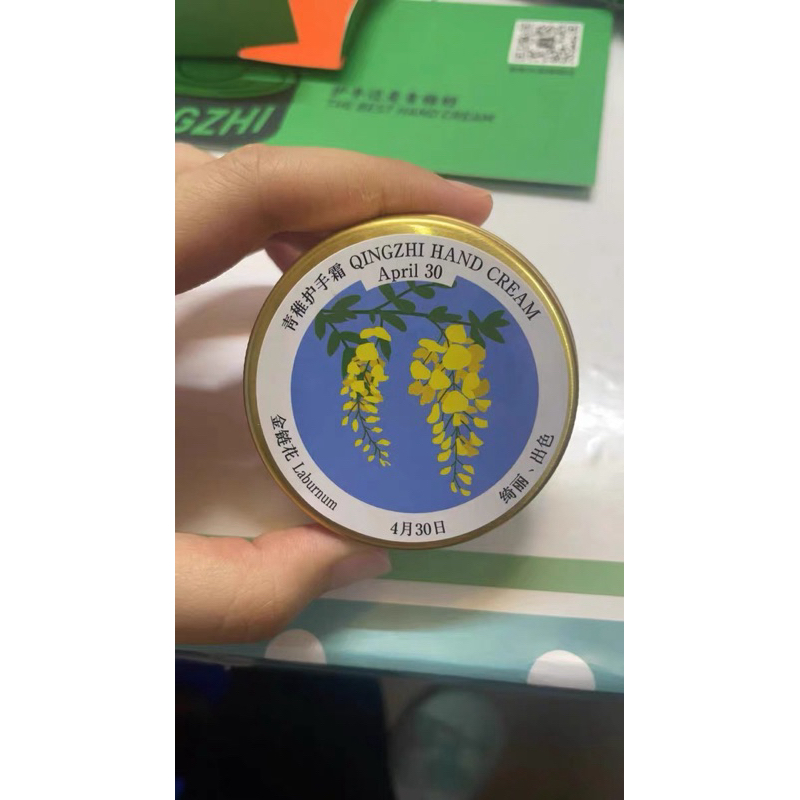 GZHI
护手还是青稚好
THE BEST HAND CREAM
青稚护手霜 QINGZHI HAND CREAM
April 30
金链花 Laburnum
绮丽、出色
4月30日